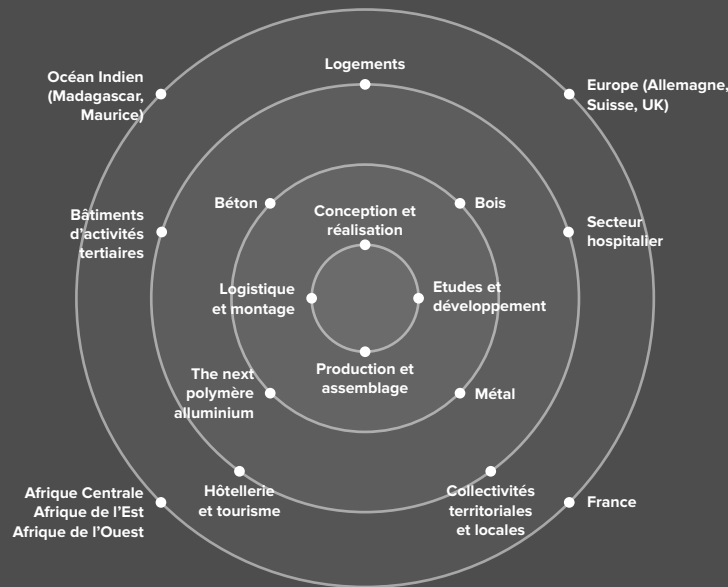 Logements
Océan Indien
(Madagascar,
Maurice)
Europe (Allemagne,
Suisse, UK)
Béton
Bois
Conception et
réalisation
Bâtiments
d'activités
tertiaires
Secteur
hospitalier
Logistique
et montage
Etudes et
développement
Production et
assemblage
The next
polymère
alluminium
Métal
Afrique Centrale
Afrique de l'Est
Afrique de l'Ouest
Hôtellerie
et tourisme
Collectivités
territoriales
et locales
France